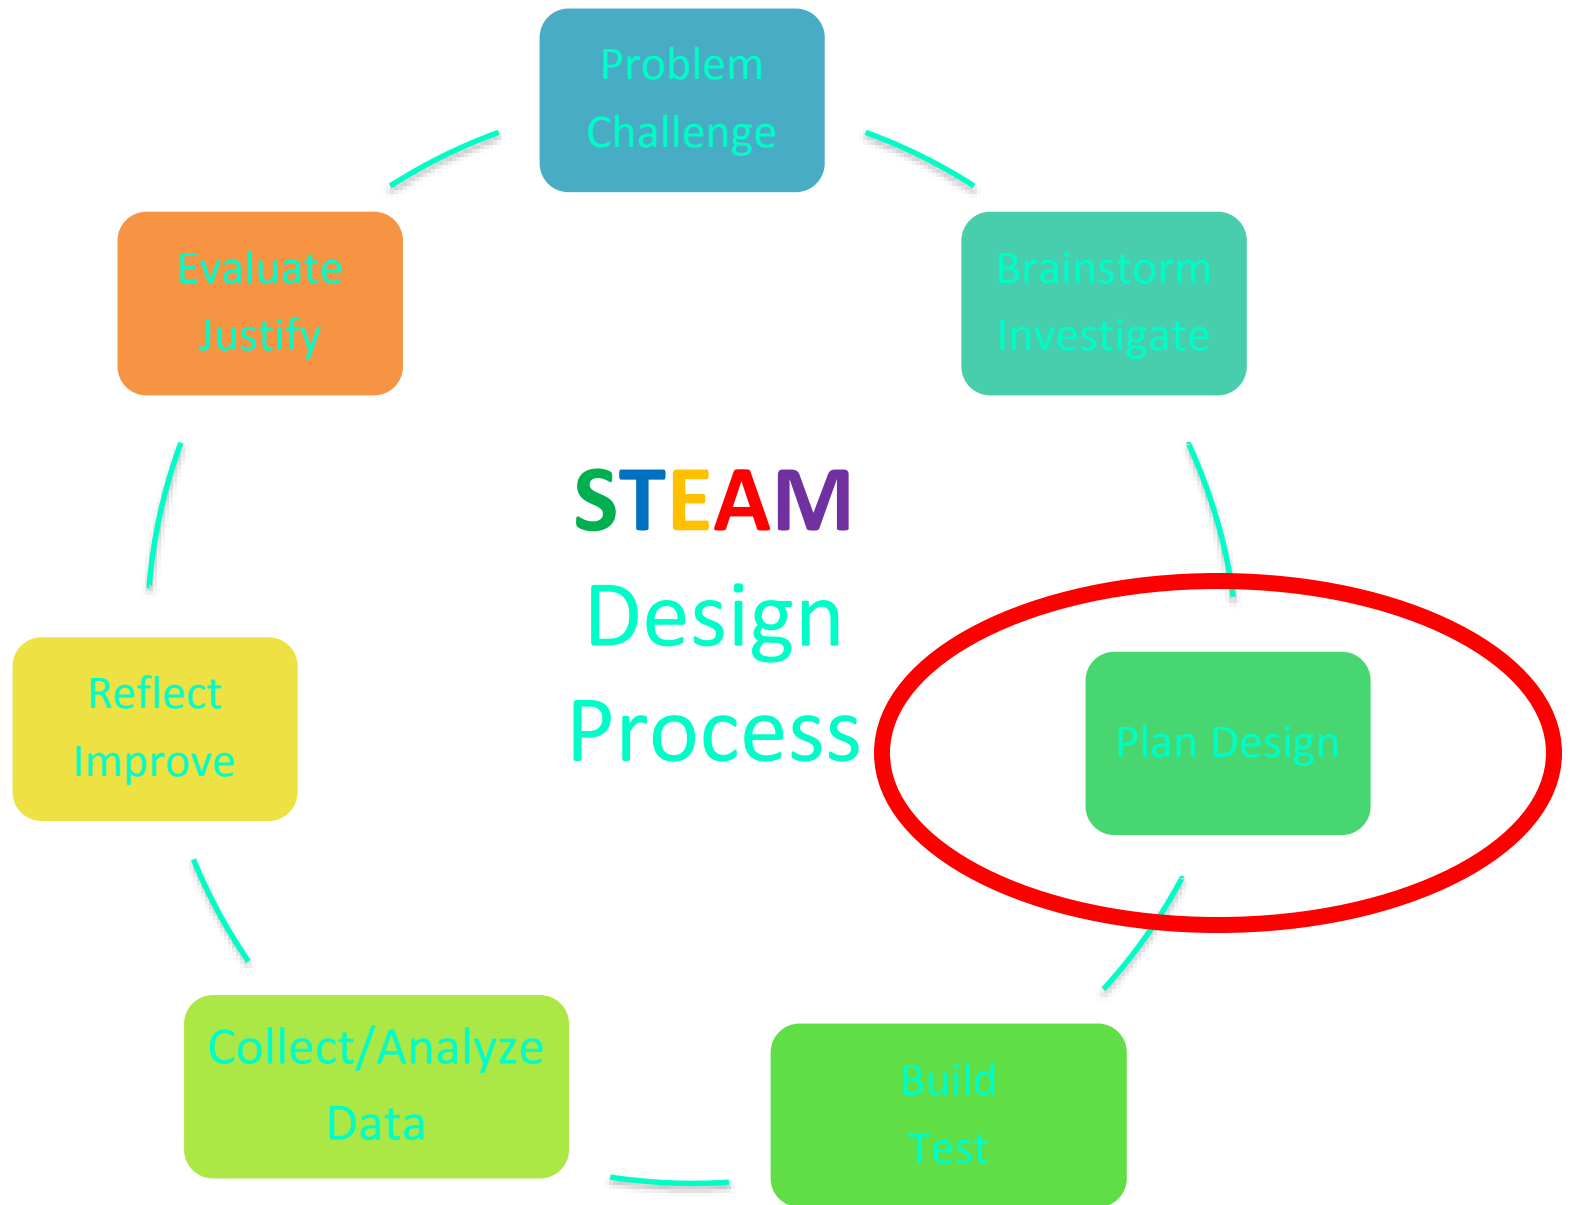 Problem
Challenge
Brainstorm
Investigate
Plan Design
Build
Test
Collect/Analyze
Data
Reflect
Improve
Evaluate
Justify
STEAM
Design
Process